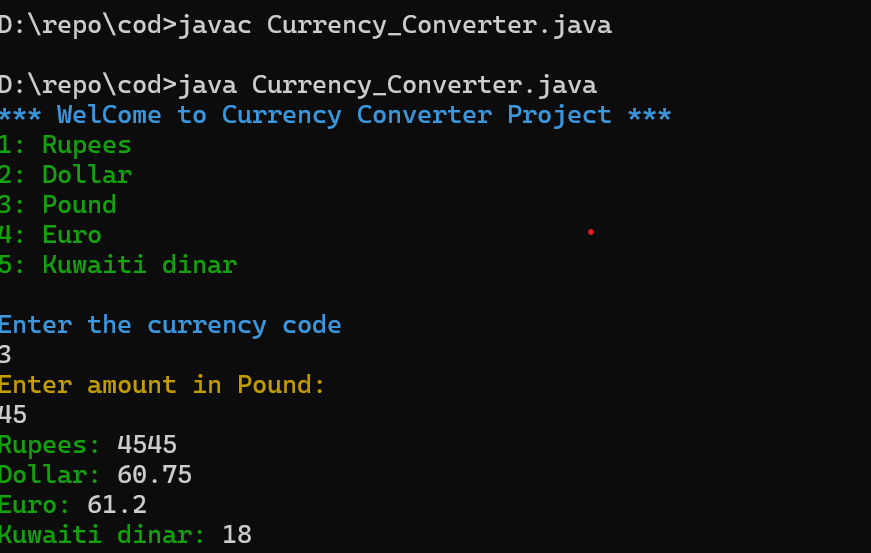 D:\repo\cod>javac Currency_Converter.java
D:\repo\cod>java Currency_Converter.java
*** WelCome to Currency Converter Project ***
1: Rupees
2: Dollar
3: Pound
4: Euro
5: Kuwaiti dinar
Enter the currency code
3
Enter amount in Pound:
45
Rupees: 4545
Dollar: 60.75
Euro: 61.2
Kuwaiti dinar: 18